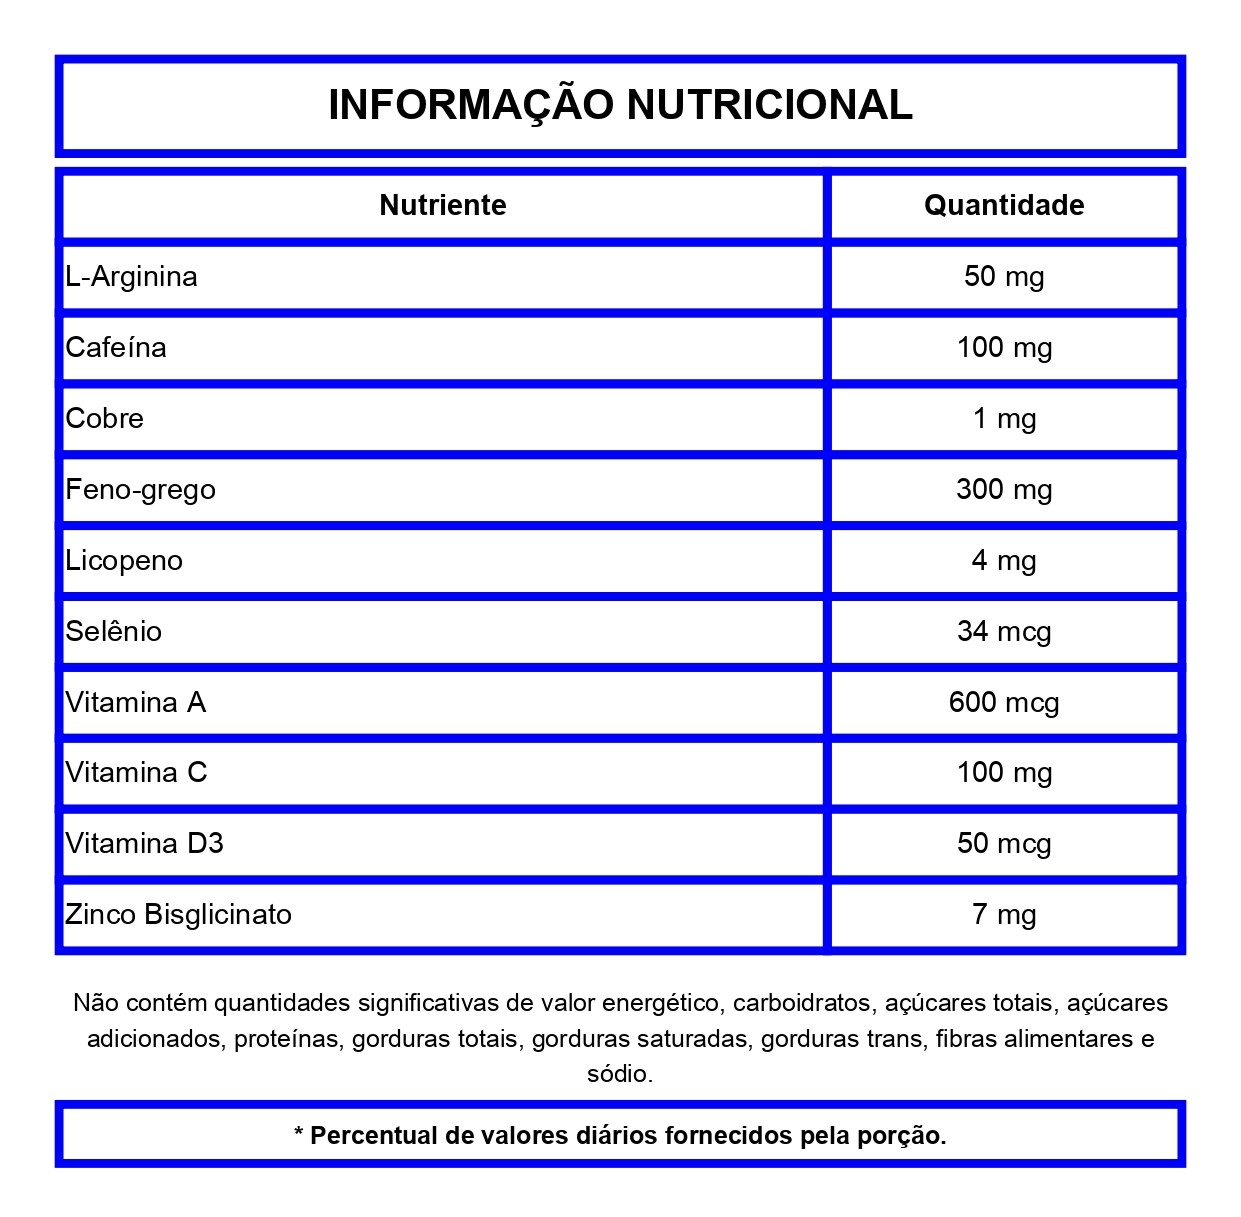 INFORMAÇÃO NUTRICIONAL
Nutriente Quantidade
L-Arginina 50 mg
Cafeína 100 mg
Cobre 1 mg
Feno-grego 300 mg
Licopeno 4 mg
Selênio 34 mcg
Vitamina A 600 mcg
Vitamina C 100 mg
Vitamina D3 50 mcg
Zinco Bisglicinato 7 mg
Não contém quantidades significativas de valor energético, carboidratos, açúcares totais, açúcares
adicionados, proteínas, gorduras totais, gorduras saturadas, gorduras trans, fibras alimentares e
sódio.
* Percentual de valores diários fornecidos pela porção.